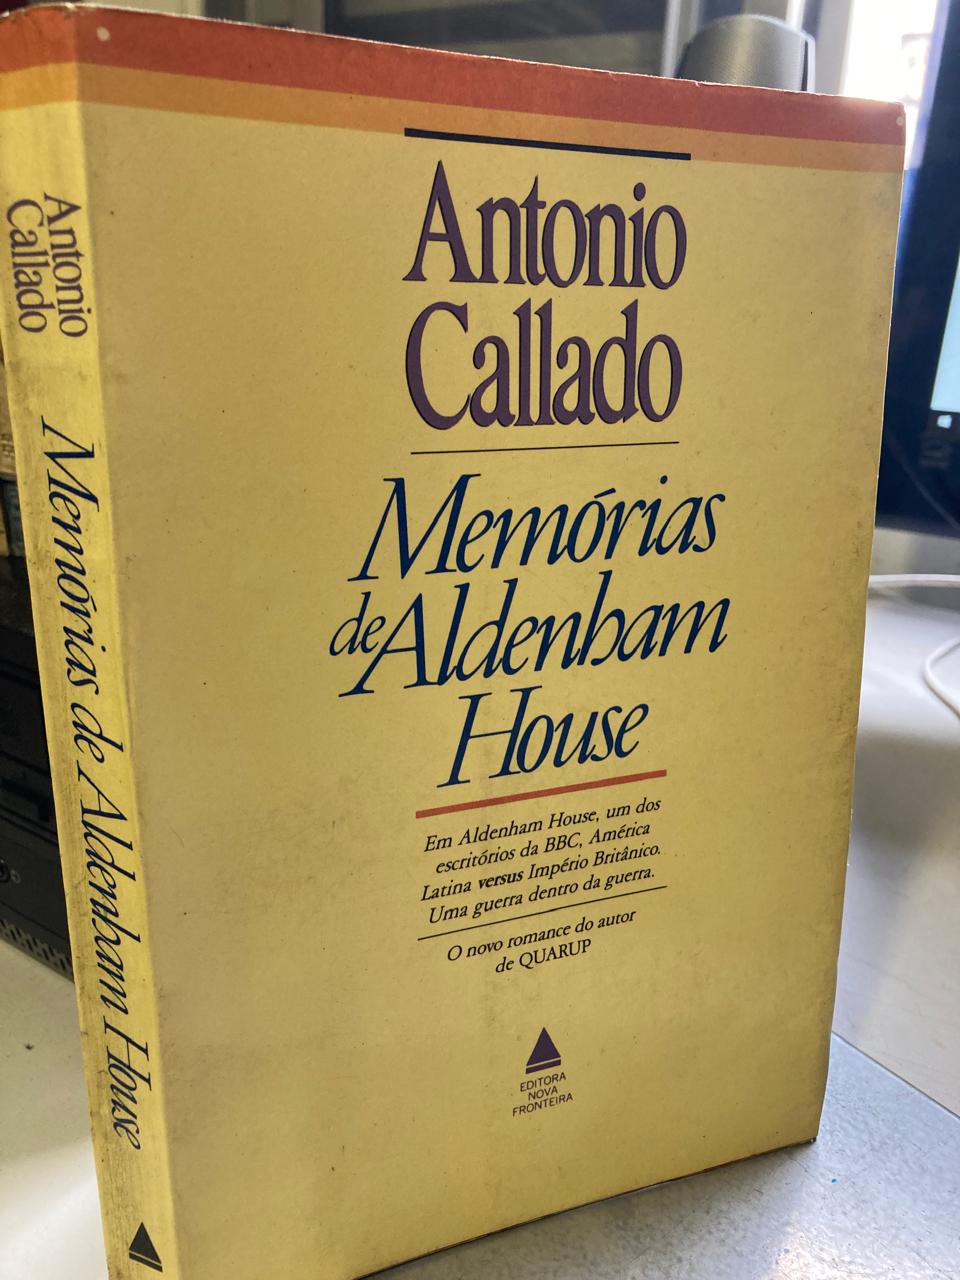 Antonio
Callado
Memórias de Aldenham House
Antonio
Callado
Memórias
de Aldenham
House
Em Aldenham House, um dos
escritórios da BBC, América
Latina versus Império Britânico.
Uma guerra dentro da guerra.
O novo romance do autor
de QUARUP
EDITORA
NOVA
FRONTEIRA